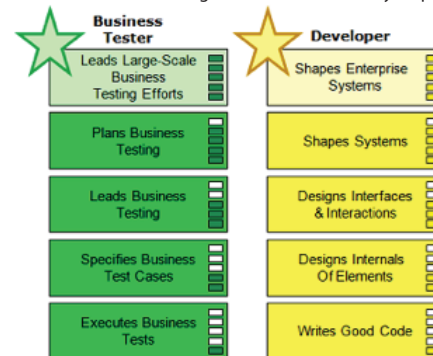 Business
Tester
Leads Large-Scale
Business
Testing Efforts
Plans Business
Testing
Leads Business
Testing
Specifies Business
Test Cases
Executes Business
Tests
Developer
Shapes Enterprise
Systems
Shapes Systems
Designs Interfaces
& Interactions
Designs Internals
Of Elements
Writes Good Code